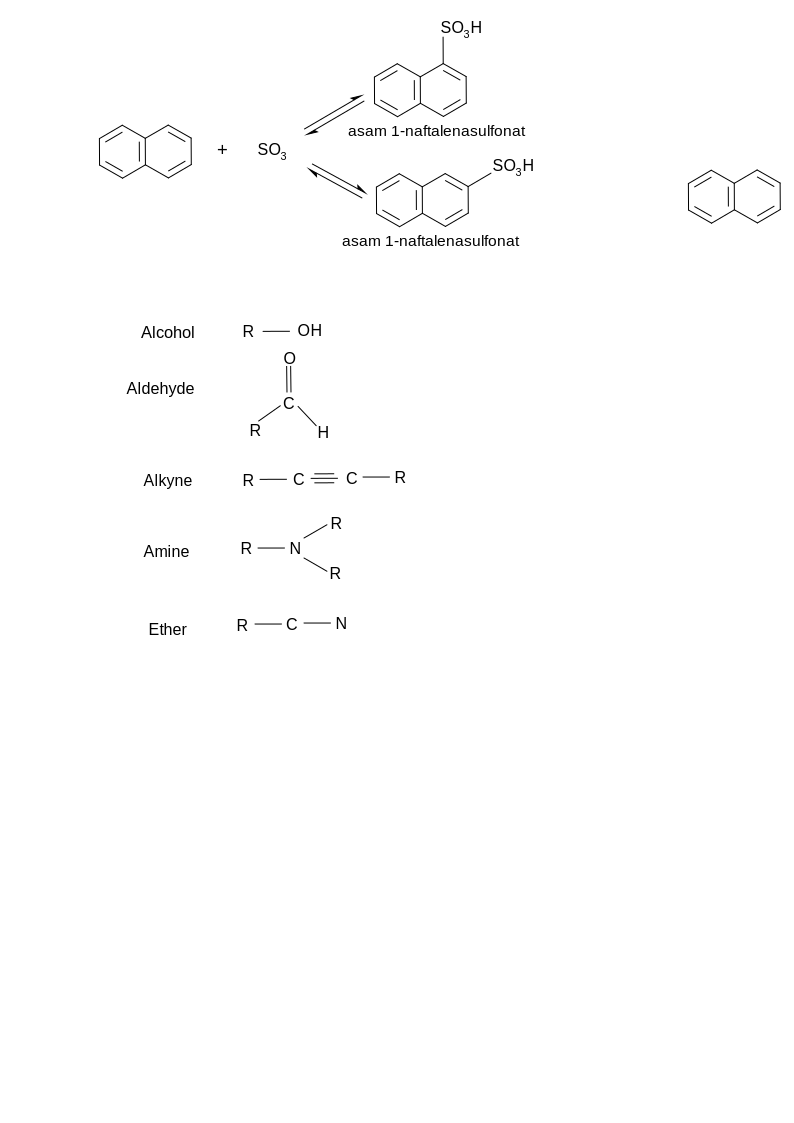 SO3H
asam 1-naftalenasulfonat
+ SO3
SO3H
asam 1-naftalenasulfonat
Alcohol R OH
Aldehyde O
C
R H
Alkyne R C C R
Amine R N R
R
Ether R C N